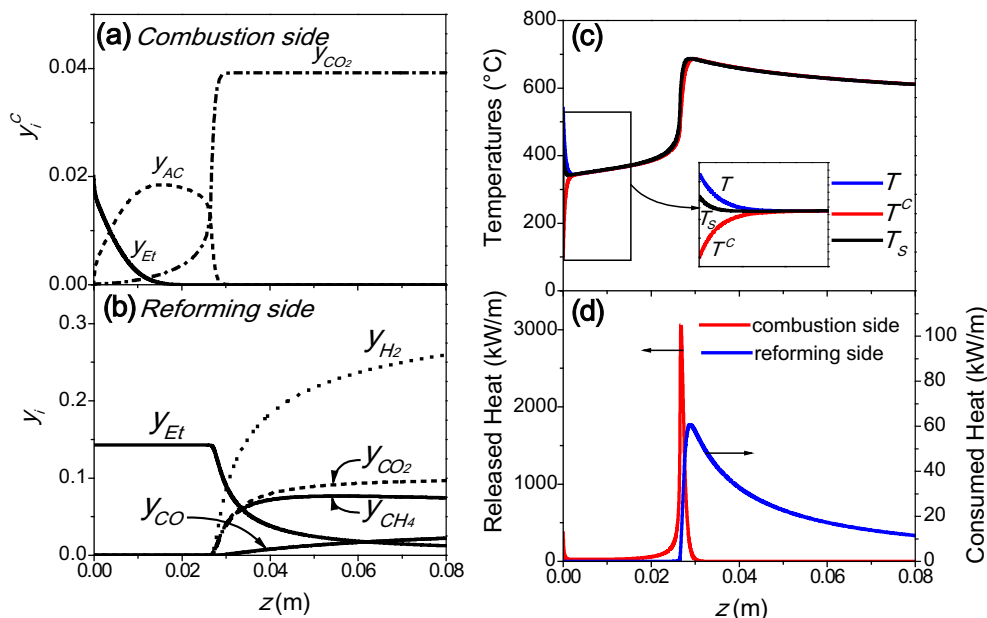 (a) Combustion side
y_CO2
0.04
y_i^C
y_AC
0.02
y_Et
0.00
(b) Reforming side
0.3
y_H2
0.2
y_i
y_Et
y_CO2
0.1
y_CO
y_CH4
0.0
0.00 0.02 0.04 0.06 0.08
z (m)
(c)
800
600
400
200
0
Temperatures (°C)
T
T_S
T^C
T
T^C
T_S
(d)
combustion side
reforming side
3000
2000
1000
0
Released Heat (kW/m)
100
80
60
40
20
0
Consumed Heat (kW/m)
0.00 0.02 0.04 0.06 0.08
z (m)